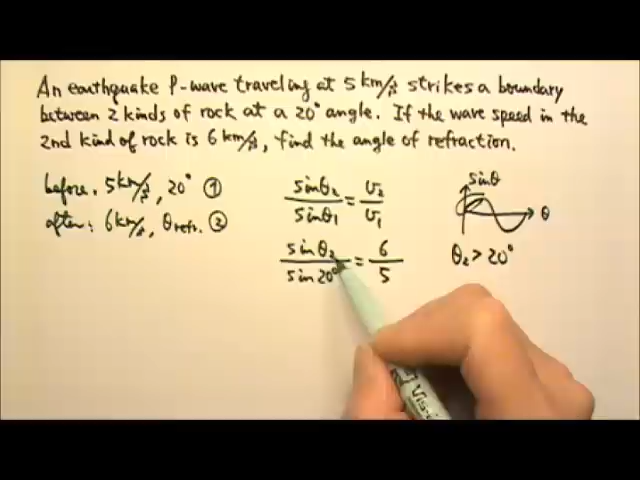 An earthquake P-wave traveling at 5 km/s strikes a boundary
between 2 kinds of rock at a 20° angle. If the wave speed in the
2nd kind of rock is 6 km/s, find the angle of refraction.
before: 5 km/s, 20° ①
after: 6 km/s, θrefr. ②
sinθ₂/sinθ₁ = v₂/v₁
sinθ₂/sin20° = 6/5
sinθ
θ
θ₂ > 20°